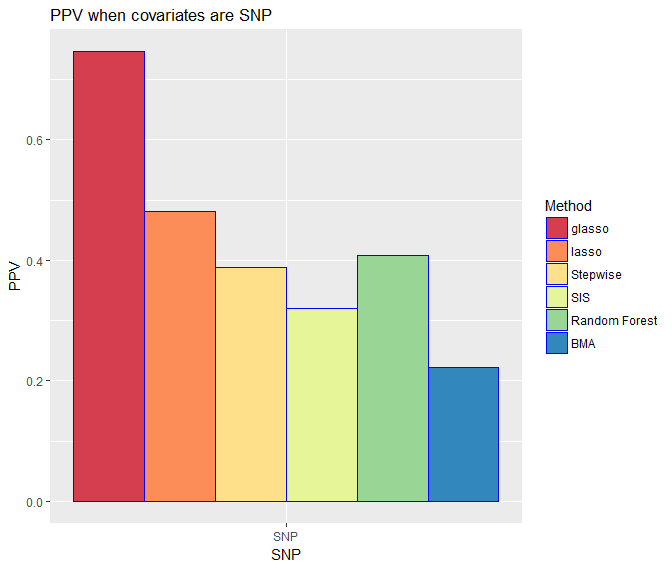 PPV when covariates are SNP
PPV
0.6
0.4
0.2
0.0
SNP
SNP
Method
glasso
lasso
Stepwise
SIS
Random Forest
BMA